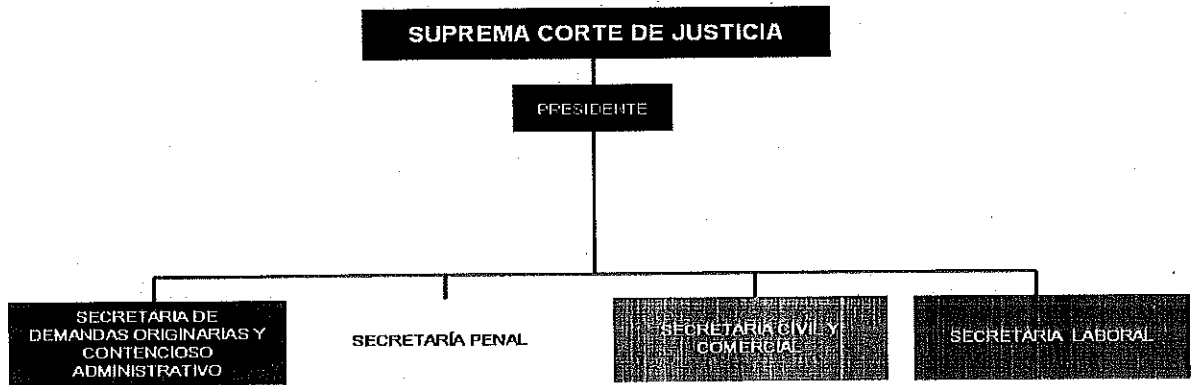 SUPREMA CORTE DE JUSTICIA
PRESIDENTE
SECRETARIA DE
DEMANDAS ORIGINARIAS Y
CONTENCIOSO
ADMINISTRATIVO
SECRETARÍA PENAL
SECRETARIA CIVIL Y
COMERCIAL
SECRETARIA LABORAL